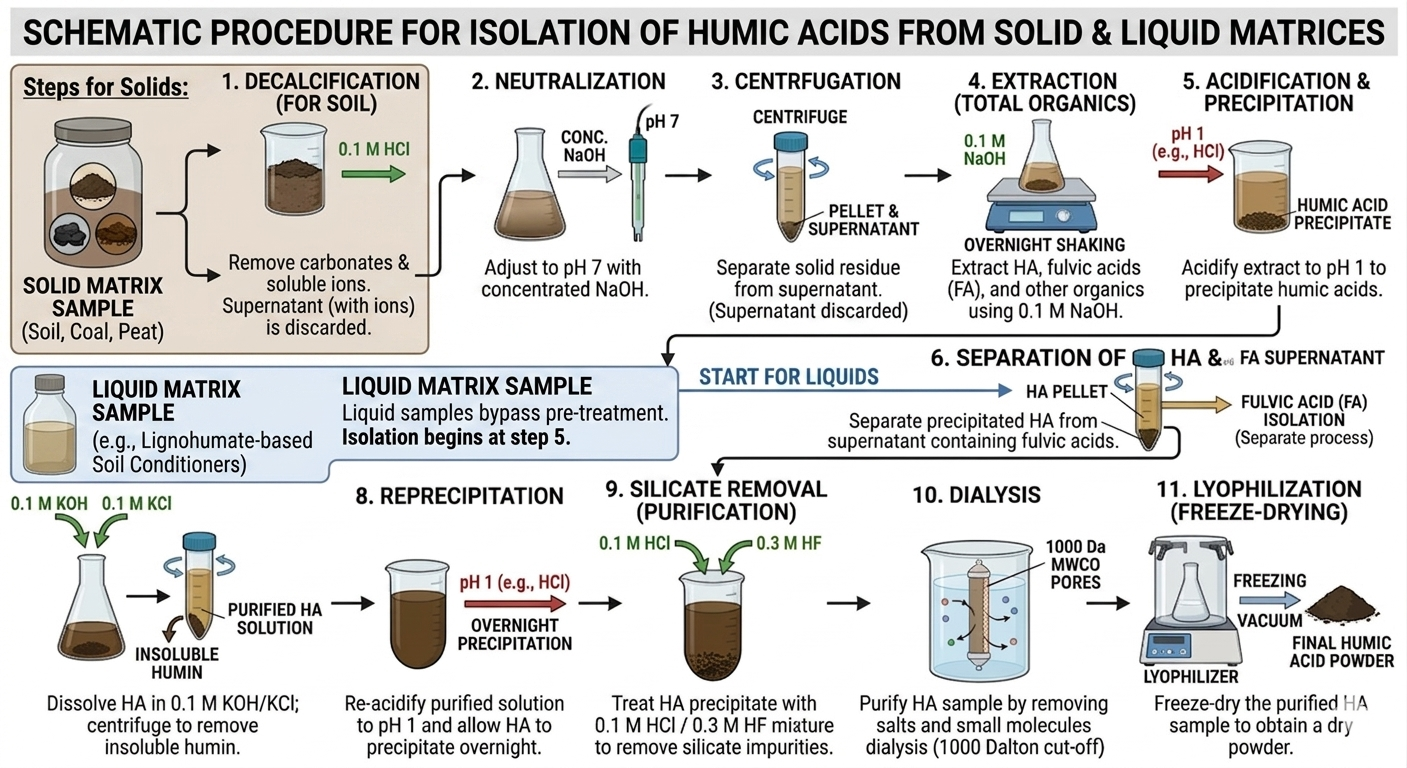 SCHEMATIC PROCEDURE FOR ISOLATION OF HUMIC ACIDS FROM SOLID & LIQUID MATRICES
Steps for Solids:
SOLID MATRIX
SAMPLE
(Soil, Coal, Peat)
1. DECALCIFICATION
(FOR SOIL)
0.1 M HCl
Remove carbonates &
soluble ions.
Supernatant (with ions)
is discarded.
2. NEUTRALIZATION
CONC.
NaOH
pH 7
Adjust to pH 7 with
concentrated NaOH.
3. CENTRFUGATION
CENTRIFUGE
PELLET &
SUPERNATANT
Separate solid residue
from supernatant.
(Supernatant discarded)
4. EXTRACTION
(TOTAL ORGANICS)
0.1 M
NaOH
OVERNIGHT SHAKING
Extract HA, fulvic acids
(FA), and other organics
using 0.1 M NaOH.
5. ACIDIFICATION &
PRECIPITATION
pH 1
(e.g., HCl)
HUMIC ACID
PRECIPITATE
Acidify extract to pH 1 to
precipitate humic acids.
LIQUID MATRIX
SAMPLE
(e.g., Lignohumate-based
Soil Conditioners)
LIQUID MATRIX SAMPLE
Liquid samples bypass pre-treatment.
Isolation begins at step 5.
START FOR LIQUIDS
6. SEPARATION OF HA & FA SUPERNATANT
HA PELLET
Separate precipitated HA from
supernatant containing fulvic acids.
FULVIC ACID (FA)
ISOLATION
(Separate process)
0.1 M KOH 0.1 M KCl
PURIFIED HA
SOLUTION
INSOLUBLE
HUMIN
Dissolve HA in 0.1 M KOH/KCl;
centrifuge to remove
insoluble humin.
8. REPRECIPITATION
pH 1 (e.g., HCl)
OVERNIGHT
PRECIPITATION
Re-acidify purified solution
to pH 1 and allow HA to
precipitate overnight.
9. SILICATE REMOVAL
(PURIFICATION)
0.1 M HCl 0.3 M HF
Treat HA precipitate with
0.1 M HCl / 0.3 M HF mixture
to remove silicate impurities.
10. DIALYSIS
1000 Da
MWCO
PORES
Purify HA sample by removing
salts and small molecules
dialysis (1000 Dalton cut-off)
11. LYOPHILIZATION
(FREEZE-DRYING)
FREEZING
VACUUM
LYOPHILIZER
FINAL HUMIC
ACID POWDER
Freeze-dry the purified HA
sample to obtain a dry
powder.